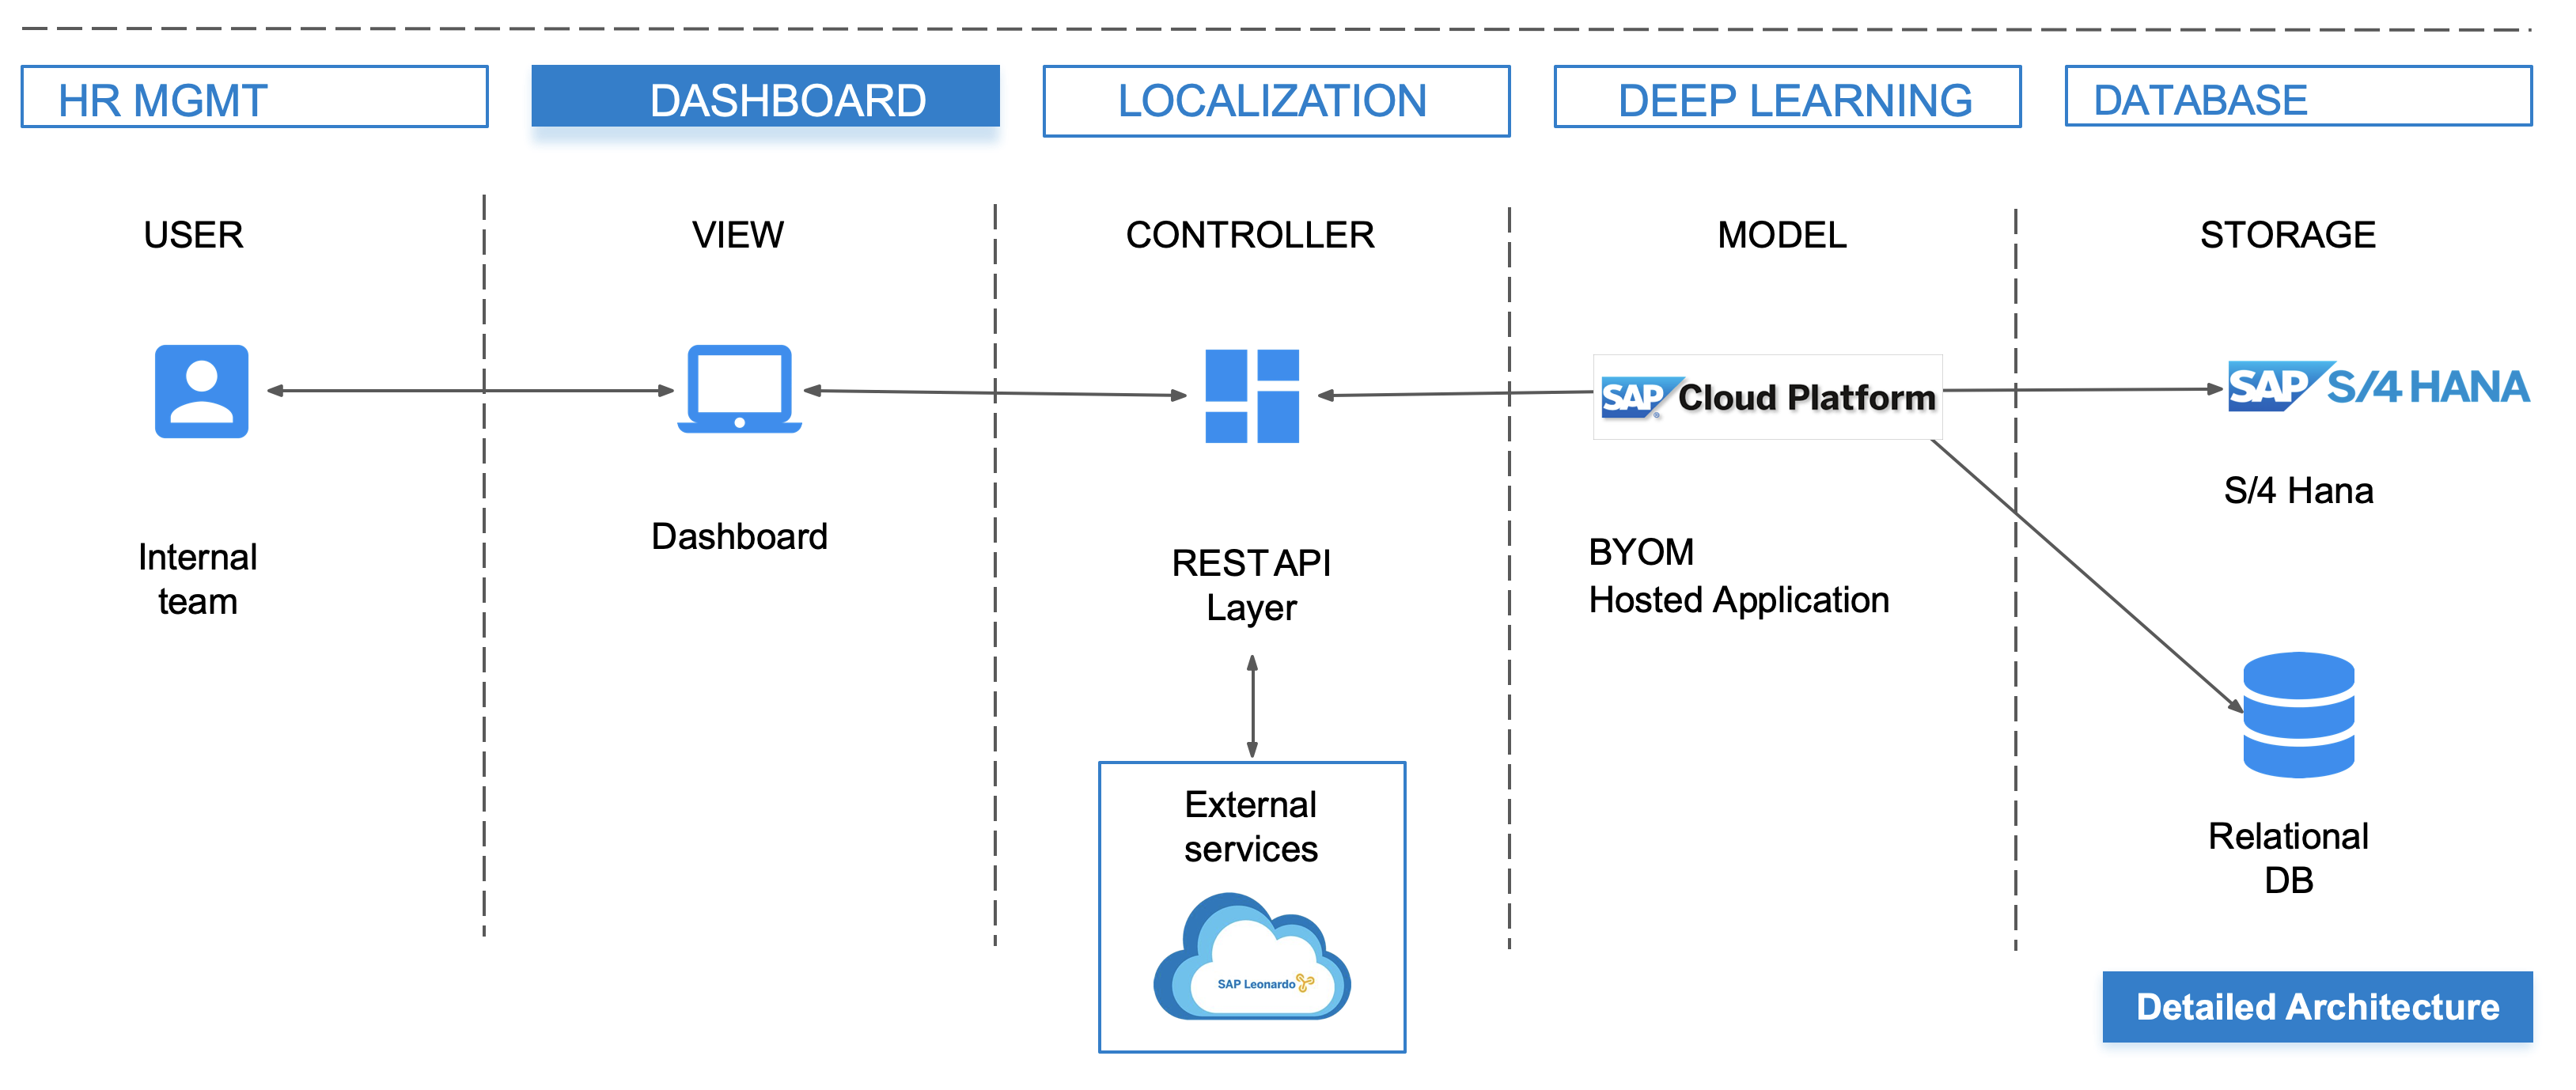 HR MGMT
DASHBOARD
LOCALIZATION
DEEP LEARNING
DATABASE
USER
VIEW
CONTROLLER
MODEL
STORAGE
SAP Cloud Platform
SAP S/4 HANA
Internal
team
Dashboard
REST API
Layer
BYOM
Hosted Application
S/4 Hana
External
services
SAP Leonardo
Relational
DB
Detailed Architecture